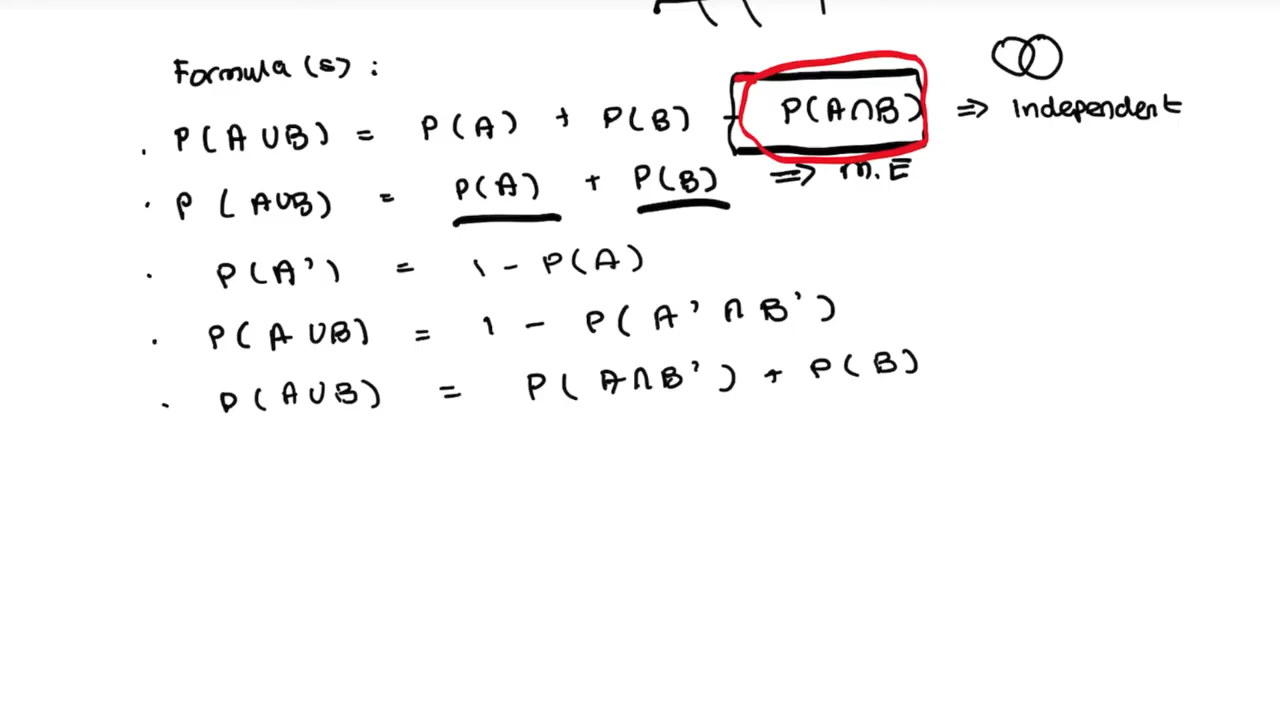 Formula (s) :
. P(A ∪ B) = P(A) + P(B) - P(A∩B) ⇒ independent
. P(A∪B) = P(A) + P(B) ⇒ M.E
. P(A') = 1 - P(A)
. P(A ∪B) = 1 - P(A' ∩ B')
. P(A∪B) = P(A∩B') + P(B)